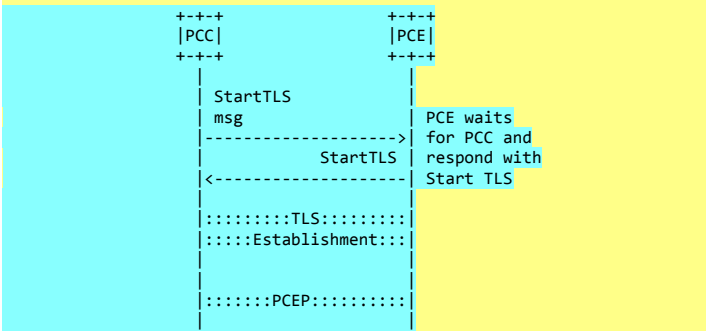 +-+-+                    +-+-+
|PCC|                    |PCE|
+-+-+                    +-+-+
  |                        |
  | StartTLS               |
  | msg                    | PCE waits
  |----------------------->| for PCC and
  |               StartTLS | respond with
  |<-----------------------| Start TLS
  |                        |
  |:::::::::TLS:::::::::|
  |:::::Establishment:::|
  |                        |
  |                        |
  |:::::::PCEP::::::::::|
  |                        |